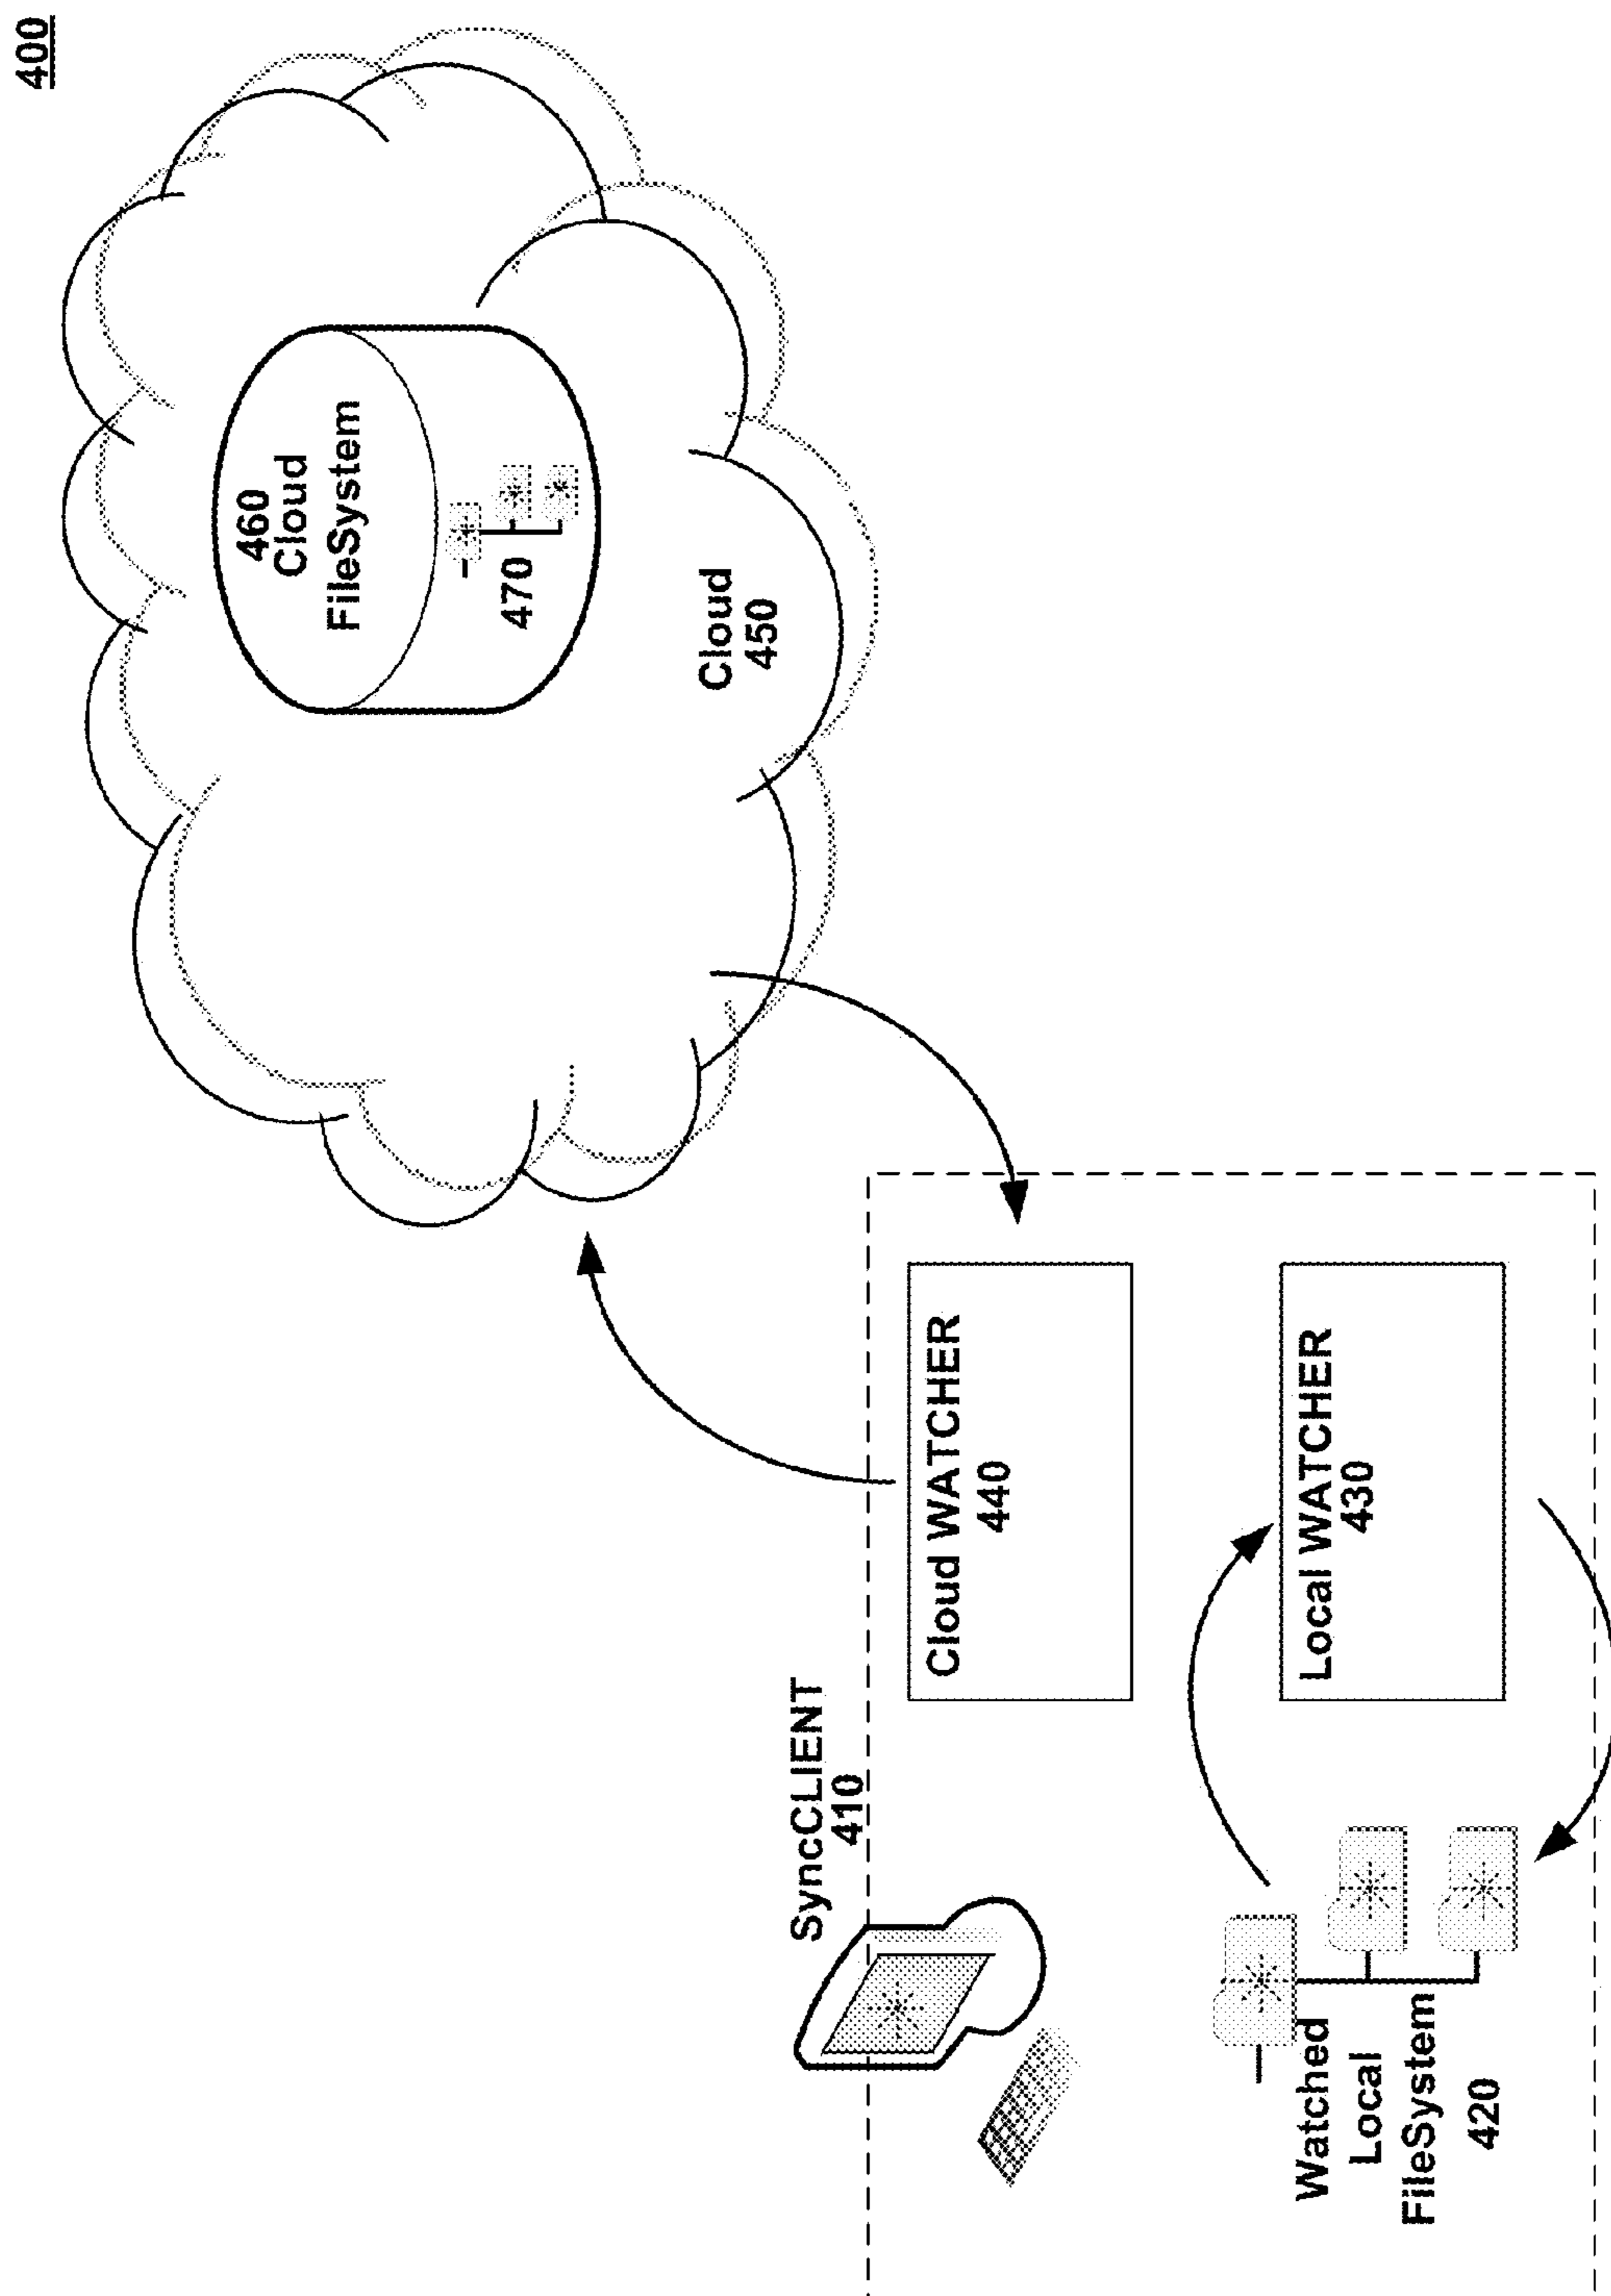 400
460
Cloud
FileSystem
470
Cloud
450
SyncCLIENT
410
Cloud WATCHER
440
Local WATCHER
430
Watched
Local
FileSystem
420